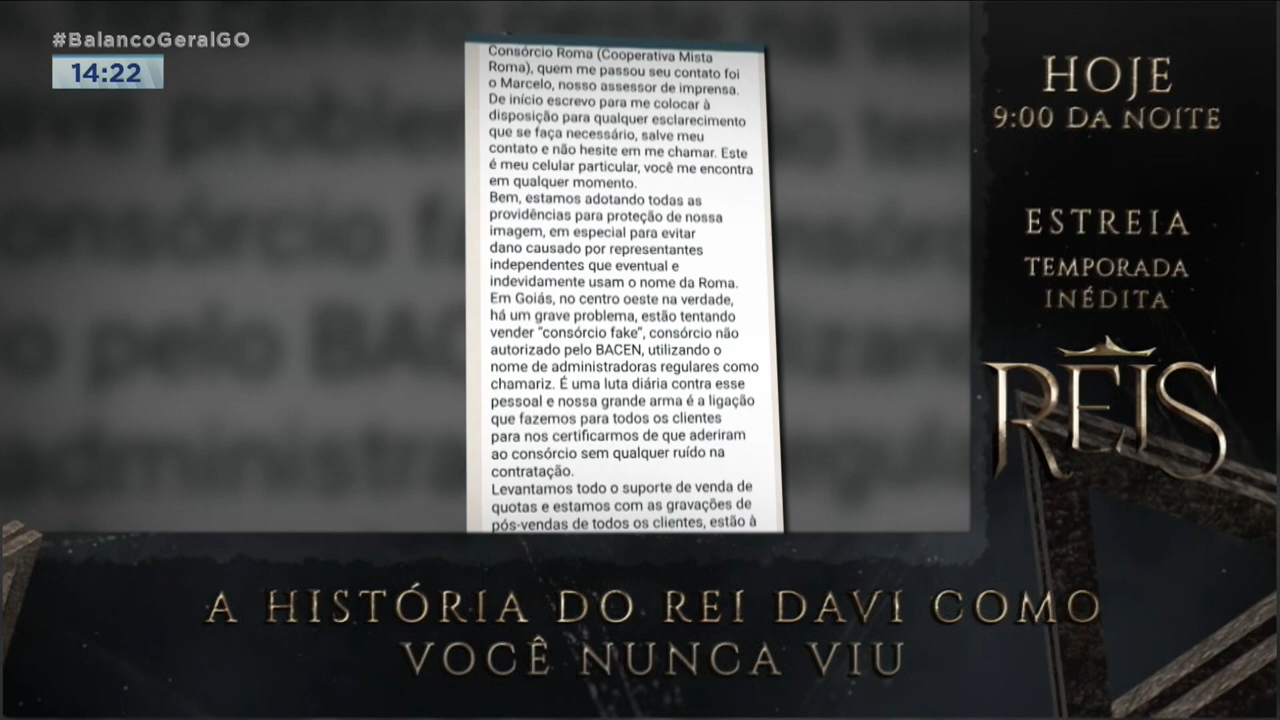 #BalancoGeralGO
14:22
Consórcio Roma (Cooperativa Mista
Roma), quem me passou seu contato foi
o Marcelo, nosso assessor de imprensa.
De início escrevo para me colocar à
disposição para qualquer esclarecimento
que se faça necessário, salve meu
contato e não hesite em me chamar. Este
é meu celular particular, você me encontra
em qualquer momento.
Bem, estamos adotando todas as
providências para proteção de nossa
imagem, em especial para evitar
dano causado por representantes
independentes que eventual e
indevidamente usam o nome da Roma.
Em Goiás, no centro oeste na verdade,
há um grave problema, estão tentando
vender “consórcio fake”, consórcio não
autorizado pelo BACEN, utilizando o
nome de administradoras regulares como
chamariz. É uma luta diária contra esse
pessoal e nossa grande arma é a ligação
que fazemos para todos os clientes
para nos certificarmos de que aderiram
ao consórcio sem qualquer ruído na
contratação.
Levantamos todo o suporte de venda de
quotas e estamos com as gravações de
pós-vendas de todos os clientes, estão à
HOJE
9:00 DA NOITE
ESTREIA
TEMPORADA
INÉDITA
REIS
A HISTÓRIA DO REI DAVI COMO
VOCÊ NUNCA VIU